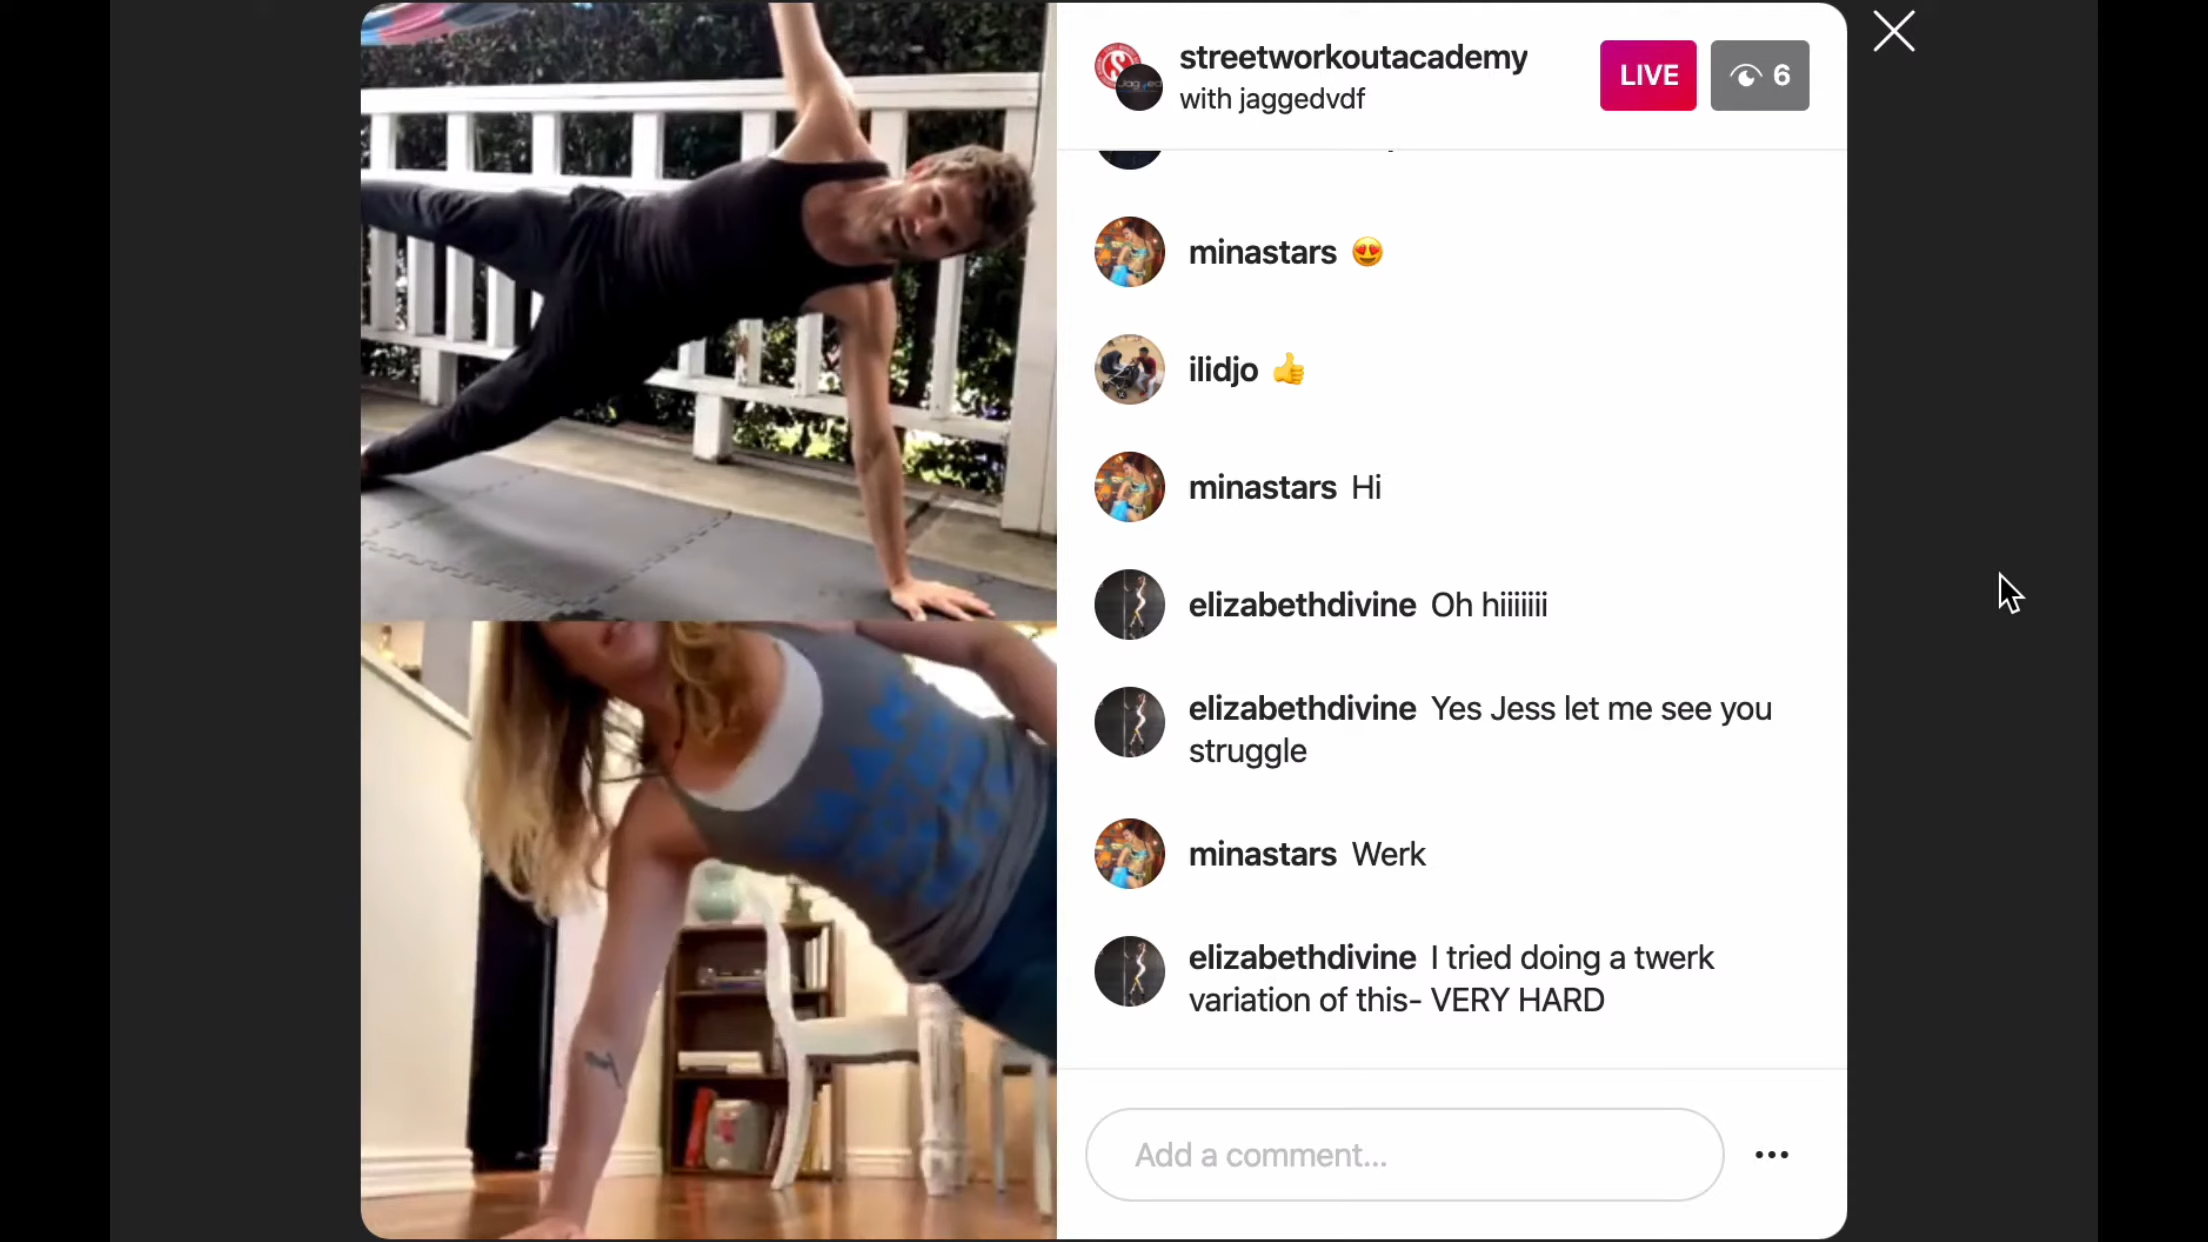 streetworkoutacademy
with jaggedvdf
LIVE
6
minastars 😍
ilidjo 👍
minastars Hi
elizabethdivine Oh hiiiiiii
elizabethdivine Yes Jess let me see you
struggle
minastars Werk
elizabethdivine I tried doing a twerk
variation of this- VERY HARD
Add a comment...